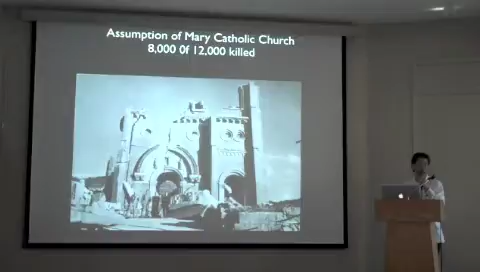 Assumption of Mary Catholic Church
8,000 0f 12,000 killed